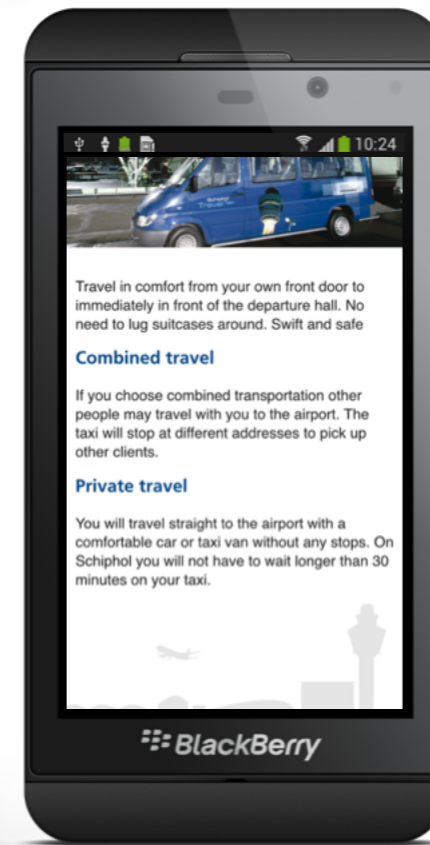 10:24
Schiphol
Travel Taxi
Travel in comfort from your own front door to
immediately in front of the departure hall. No
need to lug suitcases around. Swift and safe
Combined travel
If you choose combined transportation other
people may travel with you to the airport. The
taxi will stop at different addresses to pick up
other clients.
Private travel
You will travel straight to the airport with a
comfortable car or taxi van without any stops. On
Schiphol you will not have to wait longer than 30
minutes on your taxi.
BlackBerry